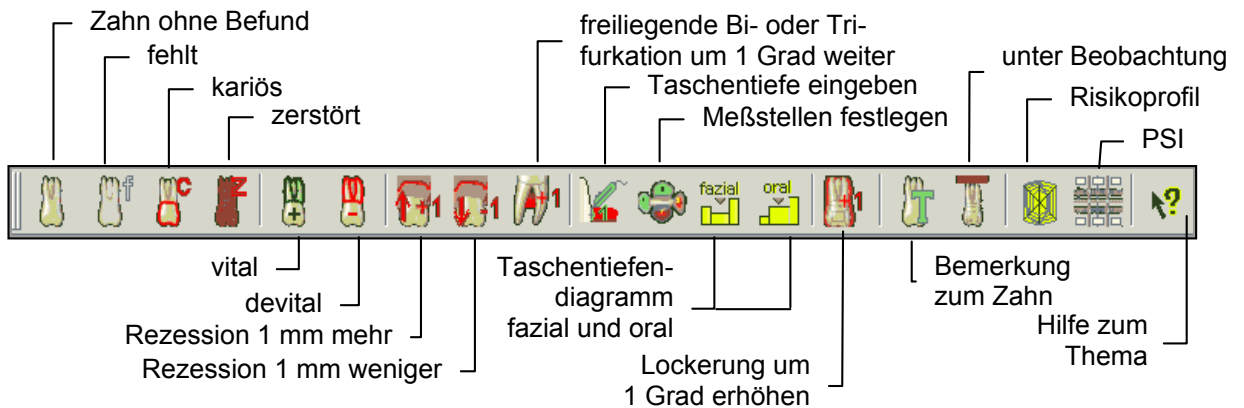 Zahn ohne Befund
fehlt
kariös
zerstört
freiliegende Bi- oder Tri-
furkation um 1 Grad weiter
Taschentiefe eingeben
Meßstellen festlegen
unter Beobachtung
Risikoprofil
PSI
f
C
Z
+
-
+1
-1
+1
fazial
oral
+1
T
?
vital
devital
Rezession 1 mm mehr
Rezession 1 mm weniger
Taschentiefen-
diagramm
fazial und oral
Lockerung um
1 Grad erhöhen
Bemerkung
zum Zahn
Hilfe zum
Thema